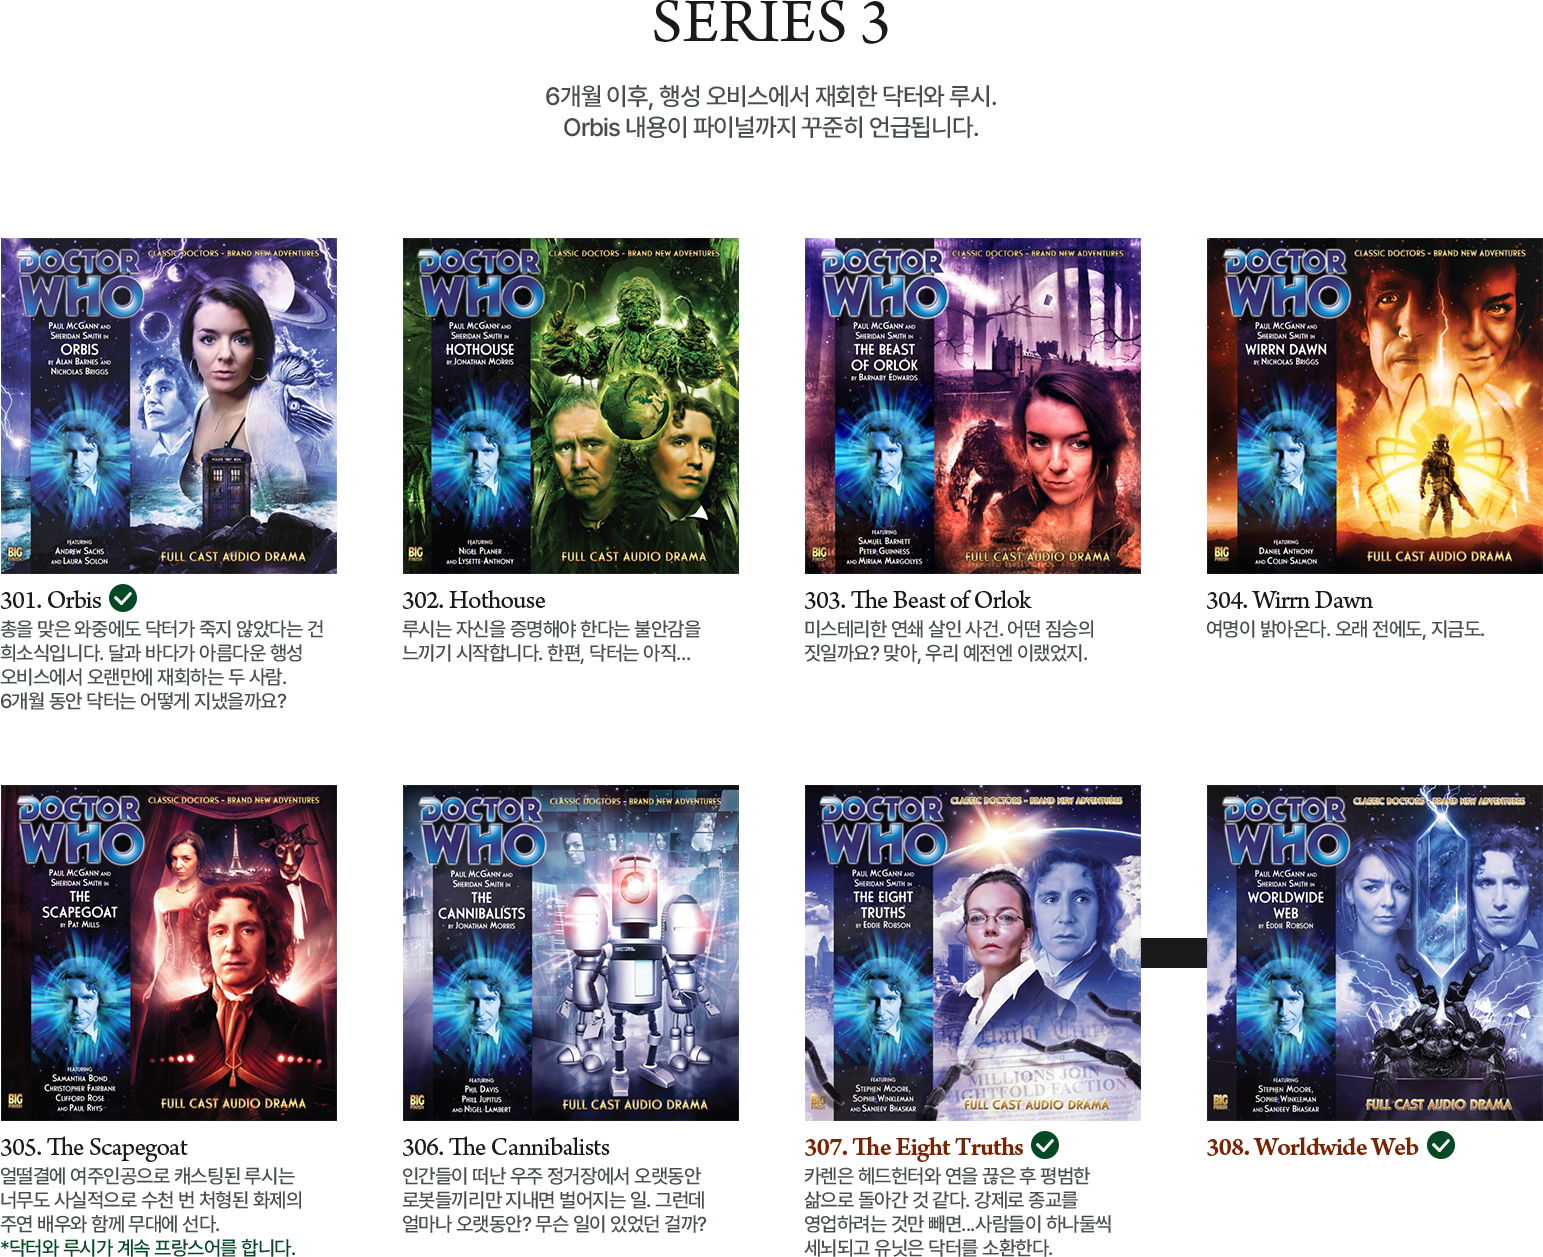 SERIES 3
6개월 이후, 행성 오비스에서 재회한 닥터와 루시.
Orbis 내용이 파이널까지 꾸준히 언급됩니다.
DOCTOR WHO
CLASSIC DOCTORS - BRAND NEW ADVENTURES
PAUL MCGANN AND
SHERIDAN SMITH IN
ORBIS
BY ALAN BARNES AND
NICHOLAS BRIGGS
POLICE BOX
FEATURING
ANDREW SACHS
AND LAURA SOLON
BIG FINISH
FULL CAST AUDIO DRAMA
301. Orbis
총을 맞은 와중에도 닥터가 죽지 않았다는 건
희소식입니다. 달과 바다가 아름다운 행성
오비스에서 오랜만에 재회하는 두 사람.
6개월 동안 닥터는 어떻게 지냈을까요?
DOCTOR WHO
CLASSIC DOCTORS - BRAND NEW ADVENTURES
PAUL MCGANN AND
SHERIDAN SMITH IN
HOTHOUSE
BY JONATHAN MORRIS
FEATURING
NIGEL PLANER
AND LYSETTE ANTHONY
BIG FINISH
FULL CAST AUDIO DRAMA
302. Hothouse
루시는 자신을 증명해야 한다는 불안감을
느끼기 시작합니다. 한편, 닥터는 아직...
DOCTOR WHO
CLASSIC DOCTORS - BRAND NEW ADVENTURES
PAUL MCGANN AND
SHERIDAN SMITH IN
THE BEAST
OF ORLOK
BY BARNABY EDWARDS
FEATURING
SAMUEL BARNETT
PETER GUINNESS
AND MIRIAM MARGOLYES
BIG FINISH
FULL CAST AUDIO DRAMA
303. The Beast of Orlok
미스테리한 연쇄 살인 사건. 어떤 짐승의
짓일까요? 맞아, 우리 예전엔 이랬었지.
DOCTOR WHO
CLASSIC DOCTORS - BRAND NEW ADVENTURES
PAUL MCGANN AND
SHERIDAN SMITH IN
WIRRN DAWN
BY NICHOLAS BRIGGS
FEATURING
DANIEL ANTHONY
AND COLIN SALMON
BIG FINISH
FULL CAST AUDIO DRAMA
304. Wirrn Dawn
여명이 밝아온다. 오래 전에도, 지금도.
DOCTOR WHO
CLASSIC DOCTORS - BRAND NEW ADVENTURES
PAUL MCGANN AND
SHERIDAN SMITH IN
THE
SCAPEGOAT
BY PAT MILLS
FEATURING
SAMANTHA BOND
CHRISTOPHER FAIRBANK
CLIFFORD ROSE
AND PAUL RHYS
BIG FINISH
FULL CAST AUDIO DRAMA
305. The Scapegoat
얼떨결에 여주인공으로 캐스팅된 루시는
너무도 사실적으로 수천 번 처형된 화제의
주연 배우와 함께 무대에 선다.
*닥터와 루시가 계속 프랑스어를 합니다.
DOCTOR WHO
CLASSIC DOCTORS - BRAND NEW ADVENTURES
PAUL MCGANN AND
SHERIDAN SMITH IN
THE
CANNIBALISTS
BY JONATHAN MORRIS
FEATURING
PHIL DAVIS
PHILL JUPITUS
AND NIGEL LAMBERT
BIG FINISH
FULL CAST AUDIO DRAMA
306. The Cannibalists
인간들이 떠난 우주 정거장에서 오랫동안
로봇들끼리만 지내면 벌어지는 일. 그런데
얼마나 오랫동안? 무슨 일이 있었던 걸까?
DOCTOR WHO
CLASSIC DOCTORS - BRAND NEW ADVENTURES
PAUL MCGANN AND
SHERIDAN SMITH IN
THE EIGHT
TRUTHS
BY EDDIE ROBSON
FEATURING
STEPHEN MOORE,
SOPHIE WINKLEMAN
AND SANJEEV BHASKAR
MILLIONS JOIN
EIGHTFOLD FACTION
BIG FINISH
FULL CAST AUDIO DRAMA
307. The Eight Truths
카렌은 헤드헌터와 연을 끊은 후 평범한
삶으로 돌아간 것 같다. 강제로 종교를
영업하려는 것만 빼면...사람들이 하나둘씩
세뇌되고 유닛은 닥터를 소환한다.
DOCTOR WHO
CLASSIC DOCTORS - BRAND NEW ADVENTURES
PAUL MCGANN AND
SHERIDAN SMITH IN
WORLDWIDE
WEB
BY EDDIE ROBSON
FEATURING
STEPHEN MOORE,
SOPHIE WINKLEMAN
AND SANJEEV BHASKAR
BIG FINISH
FULL CAST AUDIO DRAMA
308. Worldwide Web